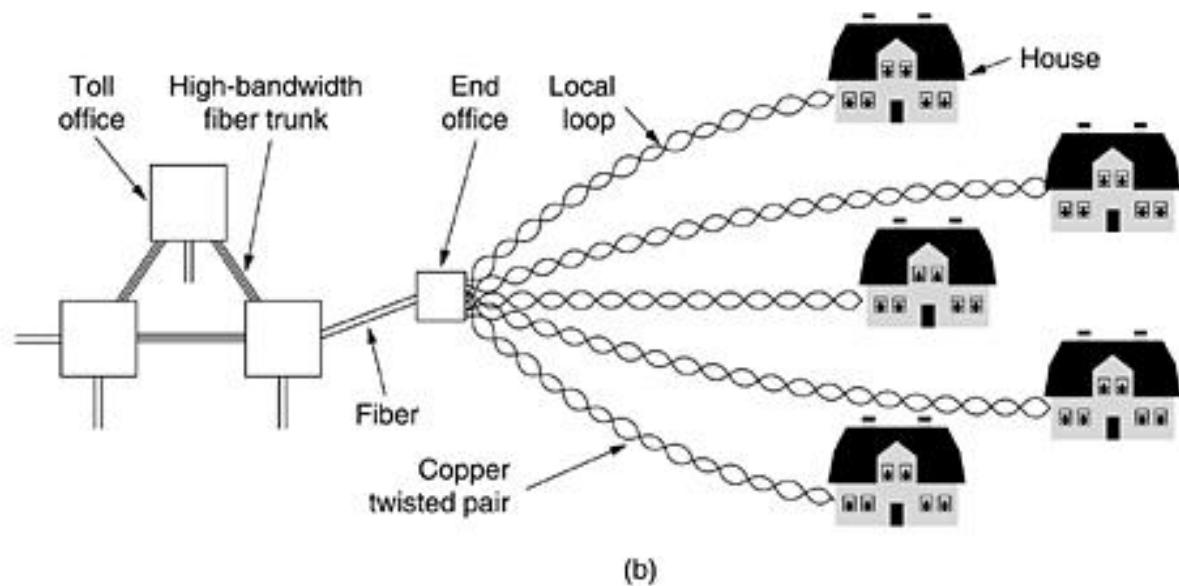 Toll
office
High-bandwidth
fiber trunk
End
office
Local
loop
House
Fiber
Copper
twisted pair
(b)